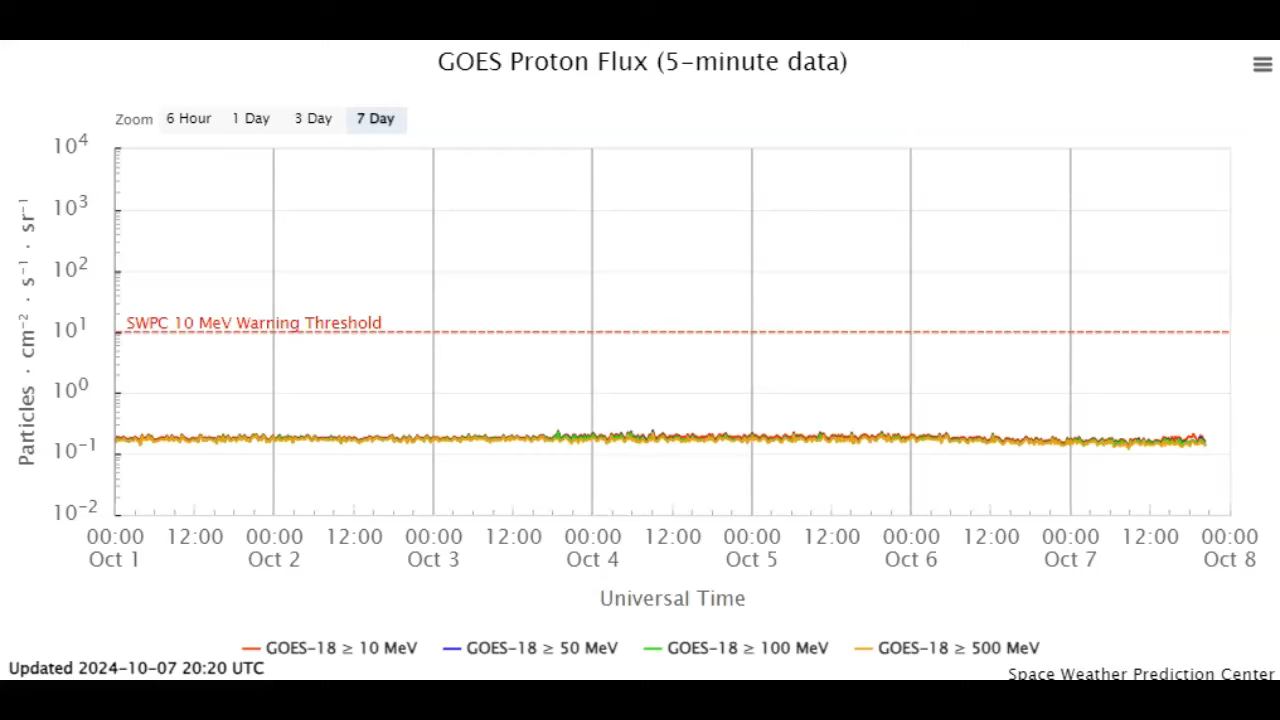 GOES Proton Flux (5-minute data)
Zoom 6 Hour 1 Day 3 Day 7 Day
10⁴
10³
10²
10¹
10⁰
10⁻¹
10⁻²
Particles · cm⁻² · s⁻¹ · sr⁻¹
SWPC 10 MeV Warning Threshold
00:00 12:00 00:00 12:00 00:00 12:00 00:00 12:00 00:00 12:00 00:00 12:00 00:00 12:00 00:00
Oct 1 Oct 2 Oct 3 Oct 4 Oct 5 Oct 6 Oct 7 Oct 8
Universal Time
GOES-18 ≥ 10 MeV GOES-18 ≥ 50 MeV GOES-18 ≥ 100 MeV GOES-18 ≥ 500 MeV
Updated 2024-10-07 20:20 UTC
Space Weather Prediction Center